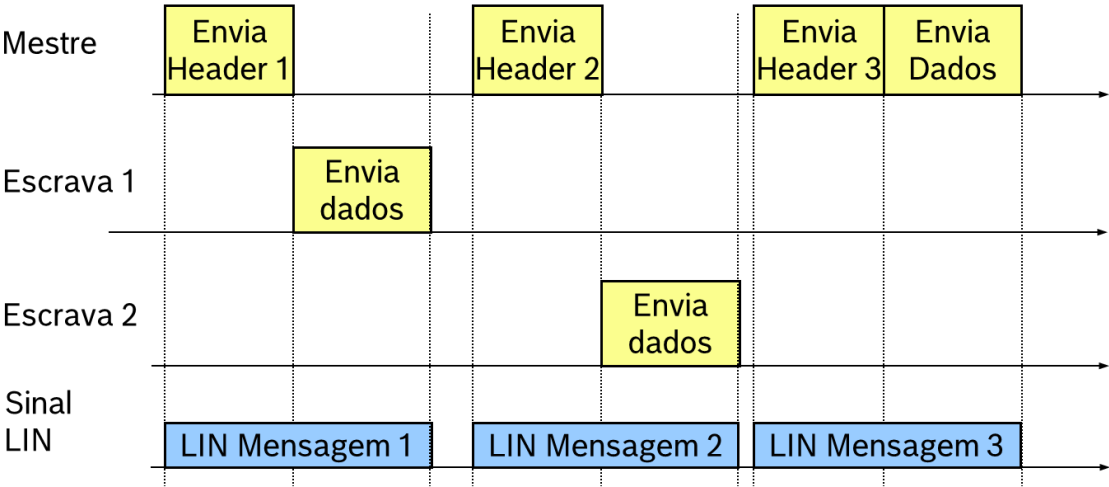 Mestre
Envia
Header 1
Envia
Header 2
Envia
Header 3
Envia
Dados
Escrava 1
Envia
dados
Escrava 2
Envia
dados
Sinal
LIN
LIN Mensagem 1
LIN Mensagem 2
LIN Mensagem 3